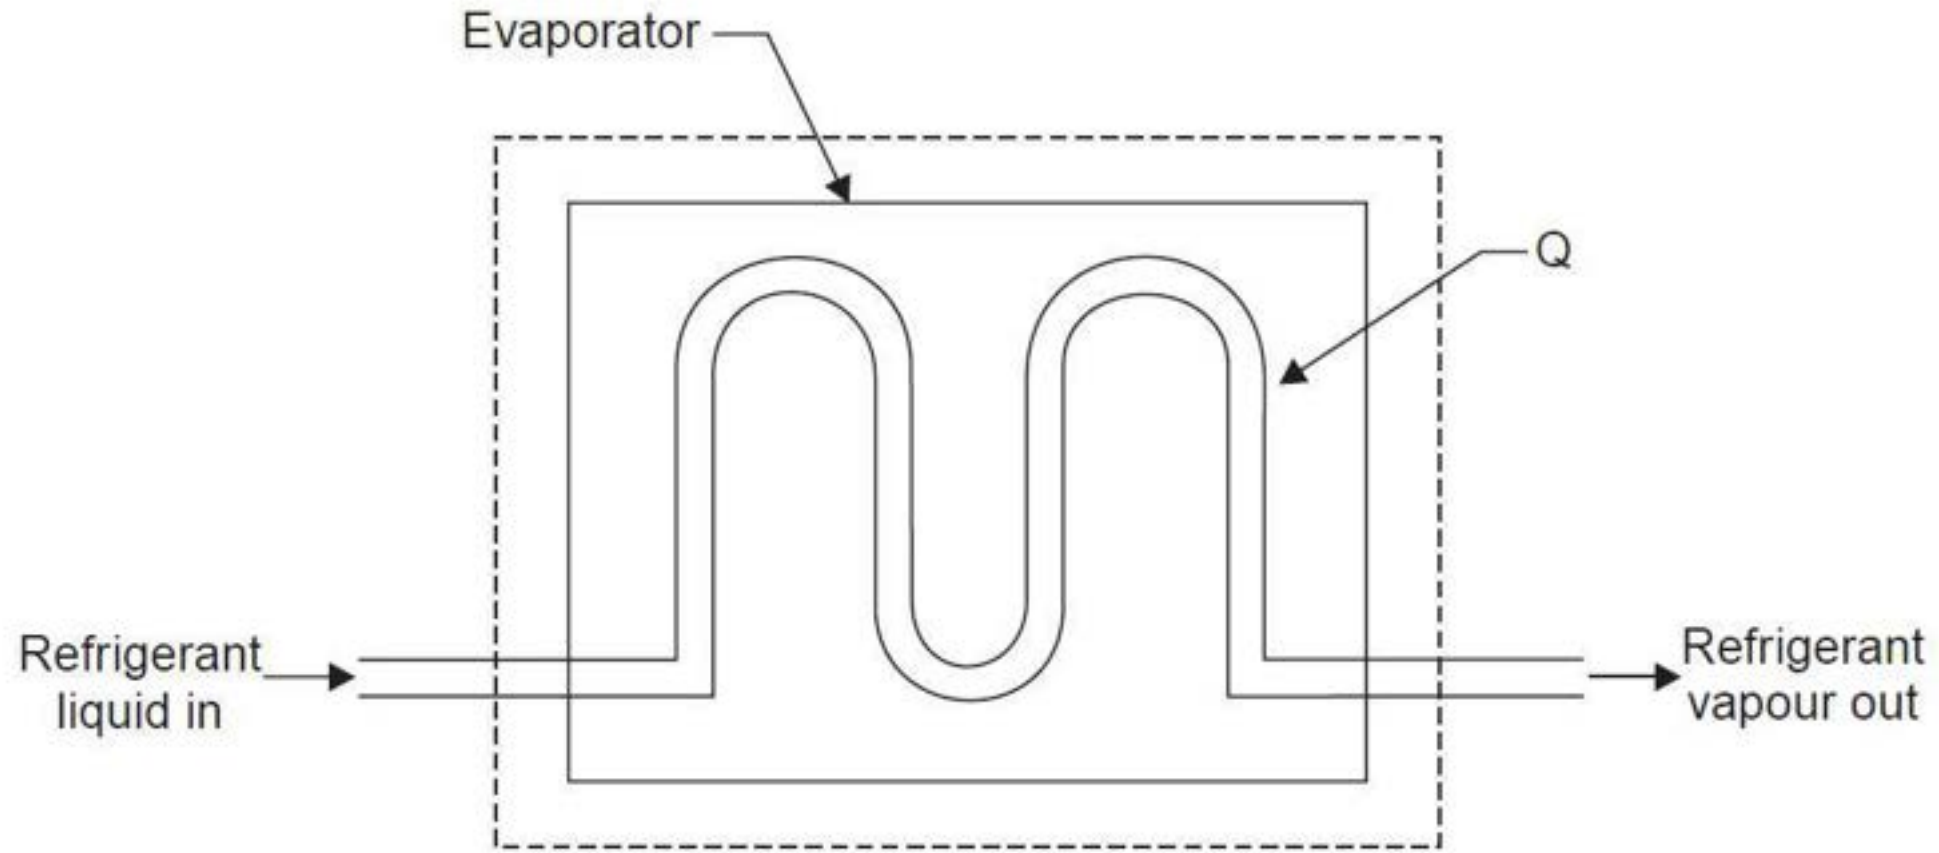 Evaporator
Q
Refrigerant
liquid in
Refrigerant
vapour out